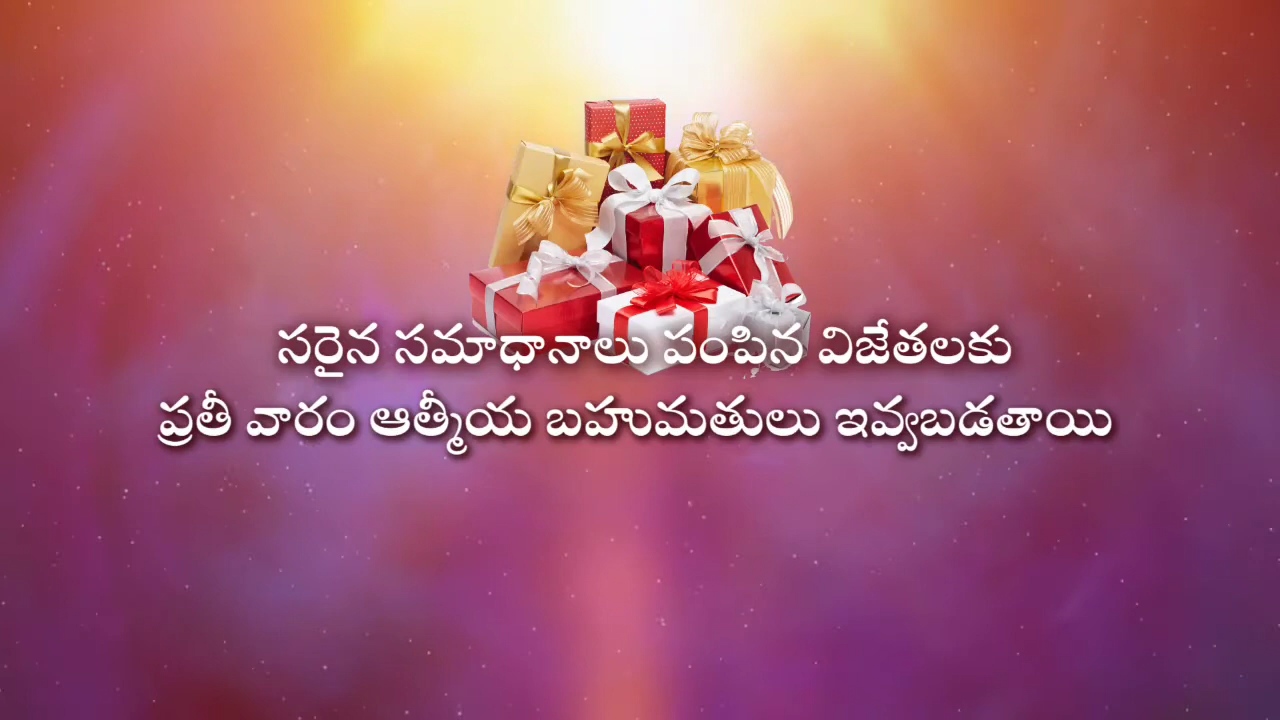 సరైన సమాధానాలు పంపిన విజేతలకు
ప్రతీ వారం ఆత్మీయ బహుమతులు ఇవ్వబడతాయి